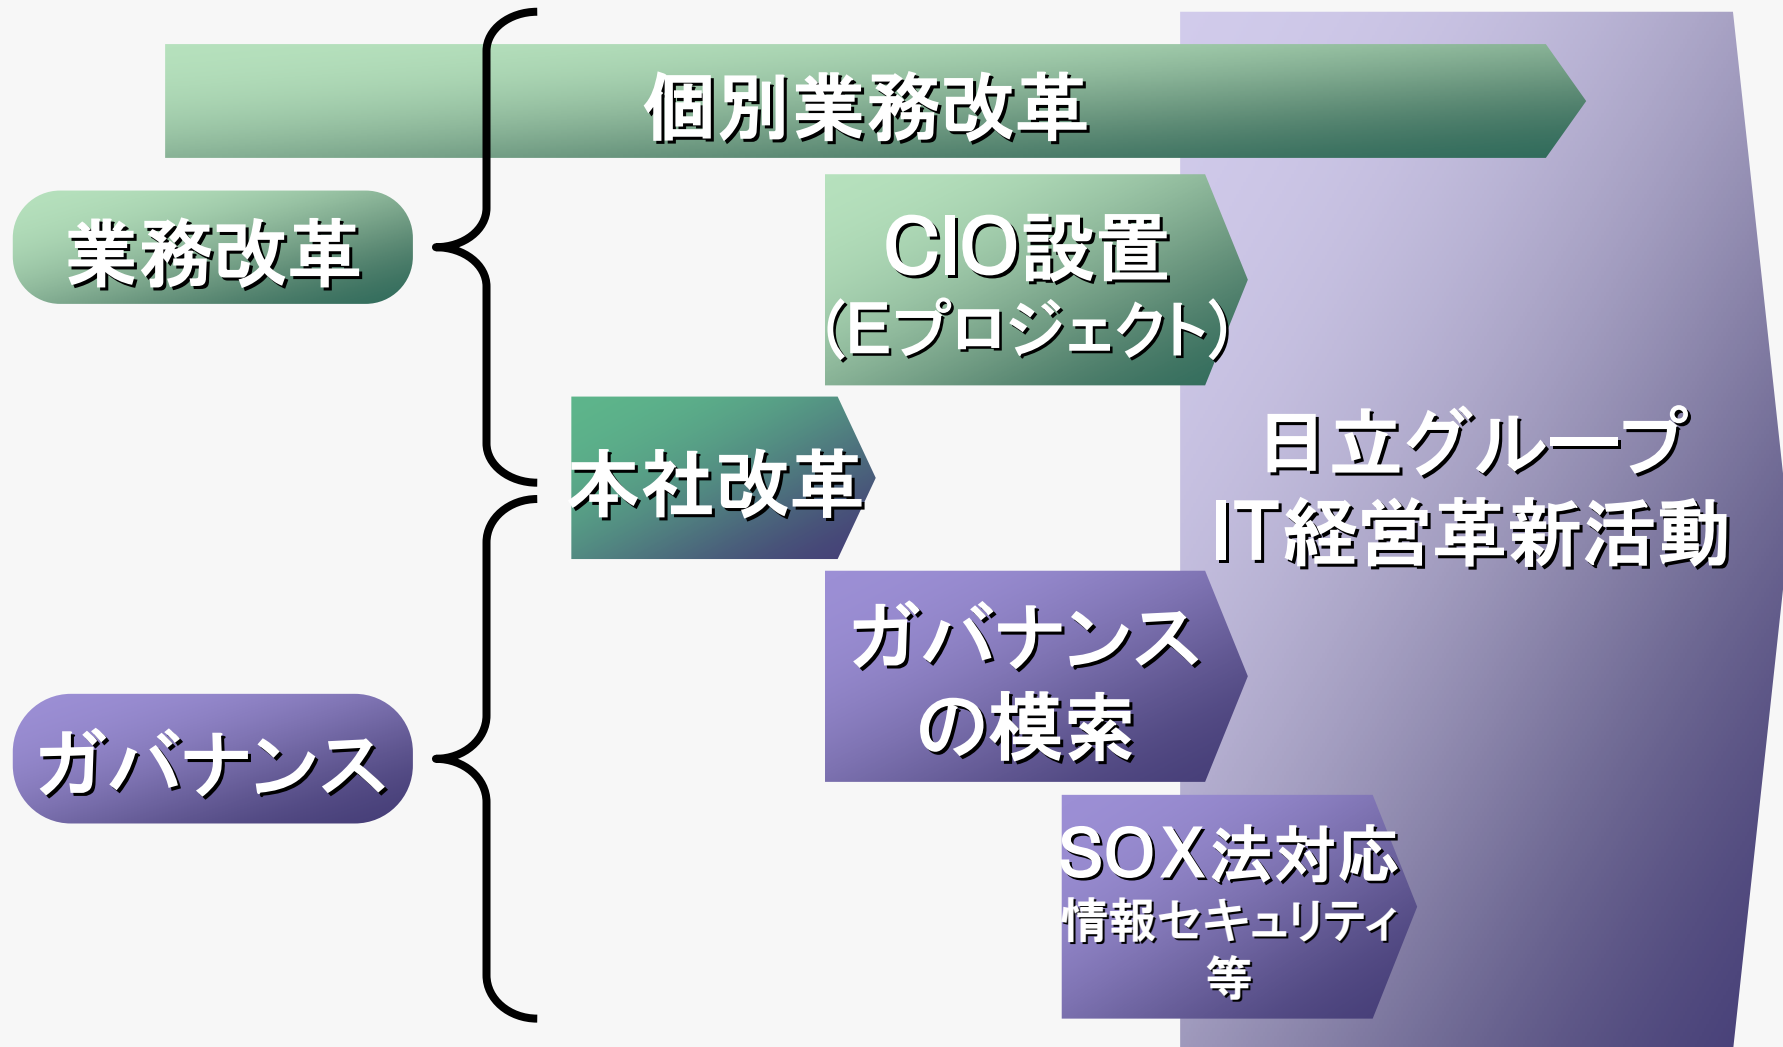 個別業務改革
業務改革
CIO設置
(Eプロジェクト)
本社改革
日立グループ
IT経営革新活動
ガバナンス
の模索
ガバナンス
SOX法対応
情報セキュリティ
等